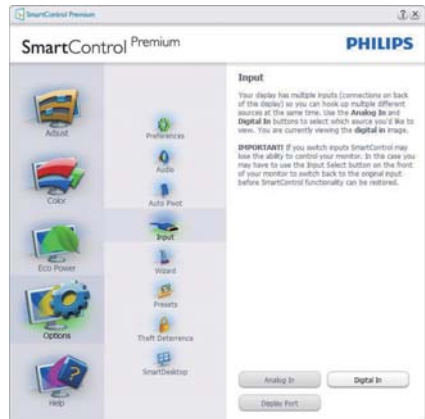 SmartControl Premium
SmartControl Premium
PHILIPS
Adjust
Color
Eco Power
Options
Help
Preferences
Audio
Auto Pivot
Input
Wizard
Presets
Theft Deterrence
SmartDesktop
Input
Your display has multiple inputs (connections on back
of this display) so you can hook up multiple different
sources at the same time. Use the Analog In and
Digital In buttons to select which source you'd like to
view. You are currently viewing the digital in image.
IMPORTANT! If you switch inputs SmartControl may
lose the ability to control your monitor. In the case you
may have to use the Input Select button on the front
of your monitor to switch back to the original input
before SmartControl functionality can be restored.
Analog In
Digital In
Display Port